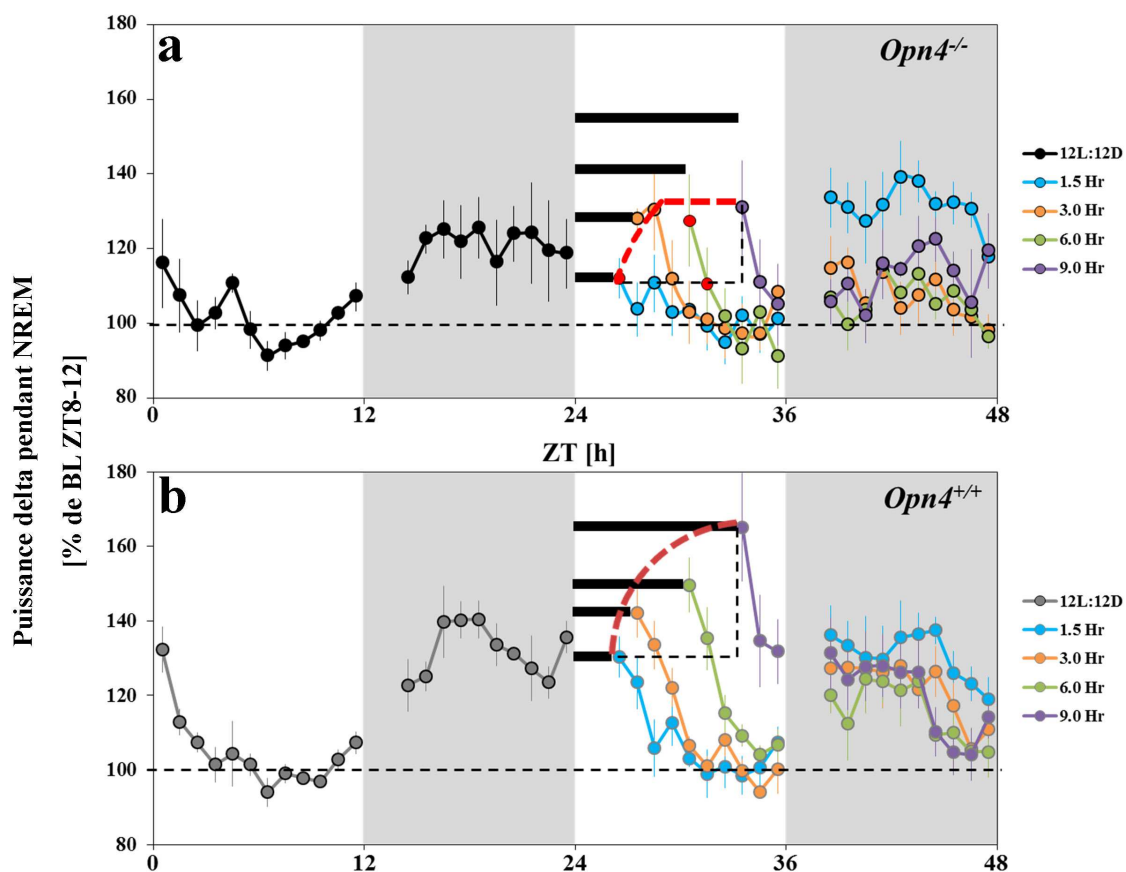 Puissance delta pendant NREM
[% de BL ZT8-12]
a
Opn4-/-
180
160
140
120
100
80
0
12
24
36
48
12L:12D
1.5 Hr
3.0 Hr
6.0 Hr
9.0 Hr
ZT [h]
b
Opn4+/+
180
160
140
120
100
80
0
12
24
36
48
12L:12D
1.5 Hr
3.0 Hr
6.0 Hr
9.0 Hr